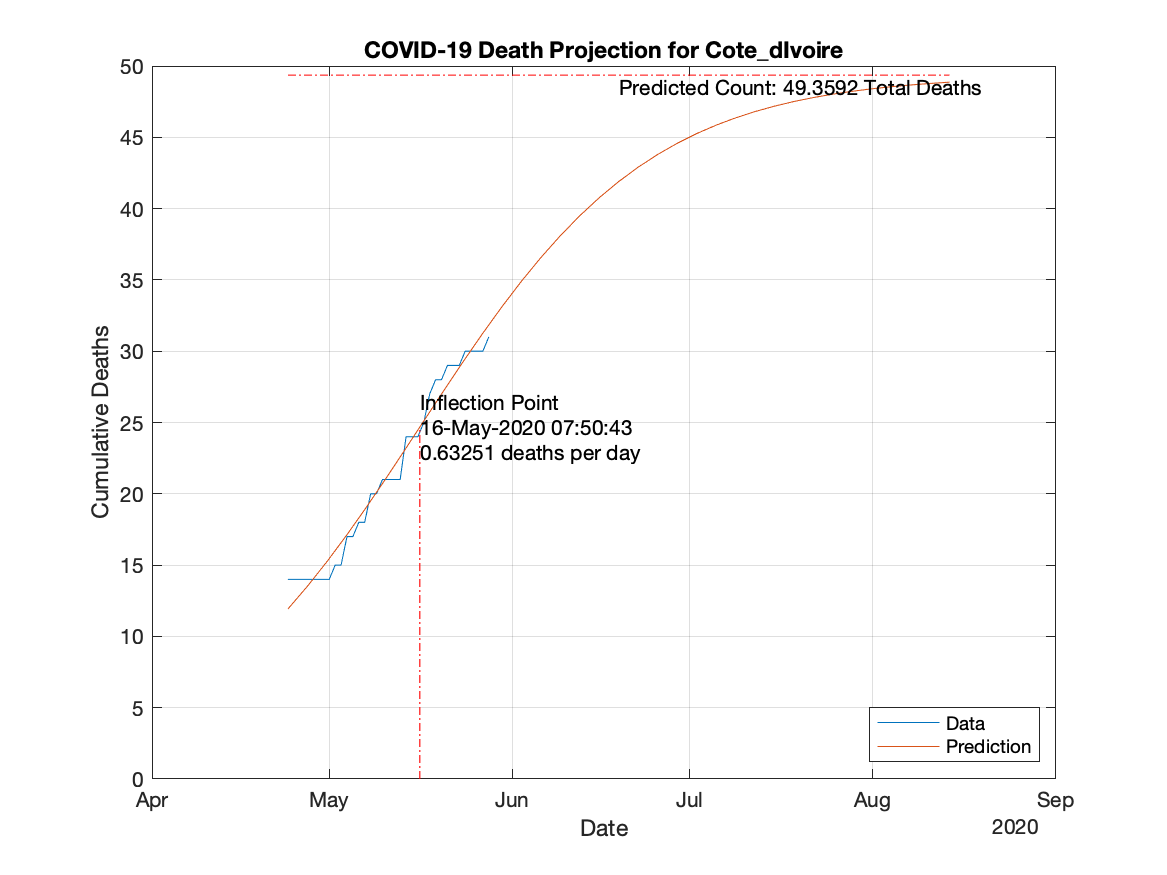 COVID-19 Death Projection for Cote_dIvoire
50
Predicted Count: 49.3592 Total Deaths
45
40
35
30
Inflection Point
25
16-May-2020 07:50:43
0.63251 deaths per day
20
15
10
5
0
Cumulative Deaths
Data
Prediction
Apr May Jun Jul Aug Sep
Date
2020